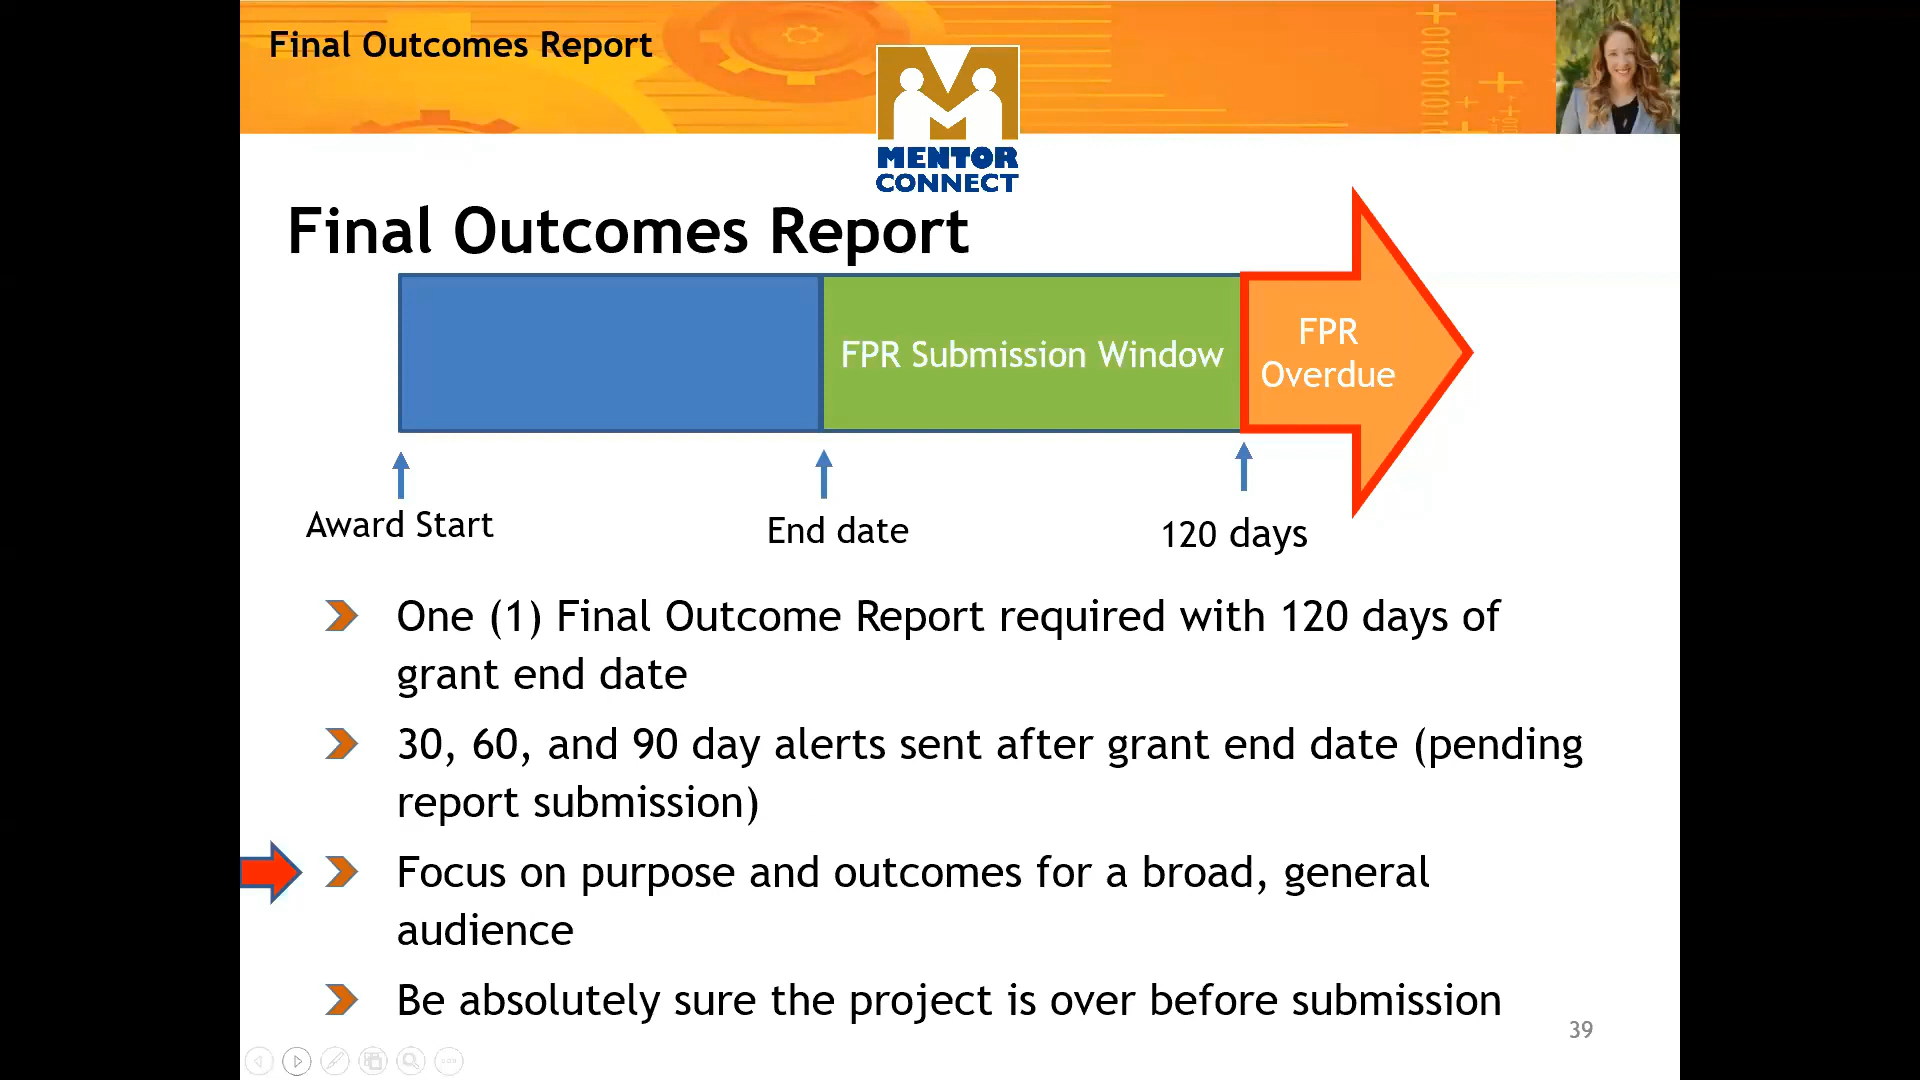 Final Outcomes Report
MENTOR
CONNECT
Final Outcomes Report
FPR Submission Window
FPR
Overdue
Award Start
End date
120 days
One (1) Final Outcome Report required with 120 days of
grant end date
30, 60, and 90 day alerts sent after grant end date (pending
report submission)
Focus on purpose and outcomes for a broad, general
audience
Be absolutely sure the project is over before submission
39